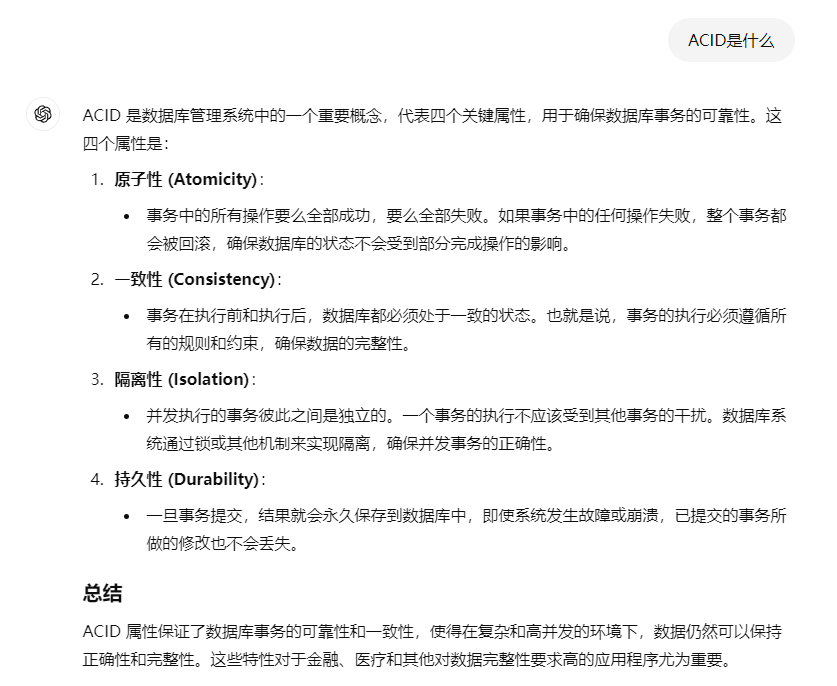 ACID是什么
ACID 是数据库管理系统中的一个重要概念，代表四个关键属性，用于确保数据库事务的可靠性。这
四个属性是：
1. 原子性 (Atomicity)：
• 事务中的所有操作要么全部成功，要么全部失败。如果事务中的任何操作失败，整个事务都
会被回滚，确保数据库的状态不会受到部分完成操作的影响。
2. 一致性 (Consistency)：
• 事务在执行前和执行后，数据库都必须处于一致的状态。也就是说，事务的执行必须遵循所
有的规则和约束，确保数据的完整性。
3. 隔离性 (Isolation)：
• 并发执行的事务彼此之间是独立的。一个事务的执行不应该受到其他事务的干扰。数据库系
统通过锁或其他机制来实现隔离，确保并发事务的正确性。
4. 持久性 (Durability)：
• 一旦事务提交，结果就会永久保存到数据库中，即使系统发生故障或崩溃，已提交的事务所
做的修改也不会丢失。
总结
ACID 属性保证了数据库事务的可靠性和一致性，使得在复杂和高并发的环境下，数据仍然可以保持
正确性和完整性。这些特性对于金融、医疗和其他对数据完整性要求高的应用程序尤为重要。